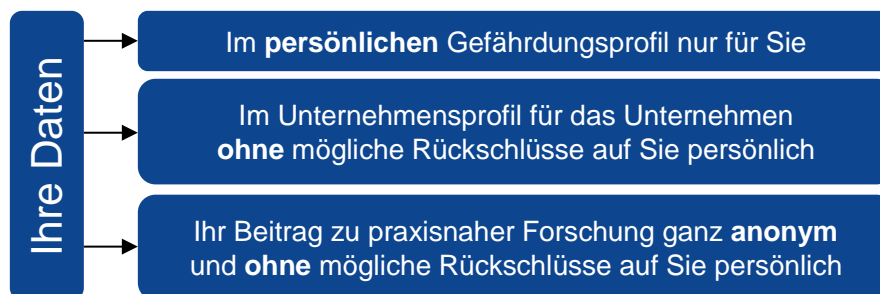 Ihre Daten
Im persönlichen Gefährdungsprofil nur für Sie
Im Unternehmensprofil für das Unternehmen
ohne mögliche Rückschlüsse auf Sie persönlich
Ihr Beitrag zu praxisnaher Forschung ganz anonym
und ohne mögliche Rückschlüsse auf Sie persönlich